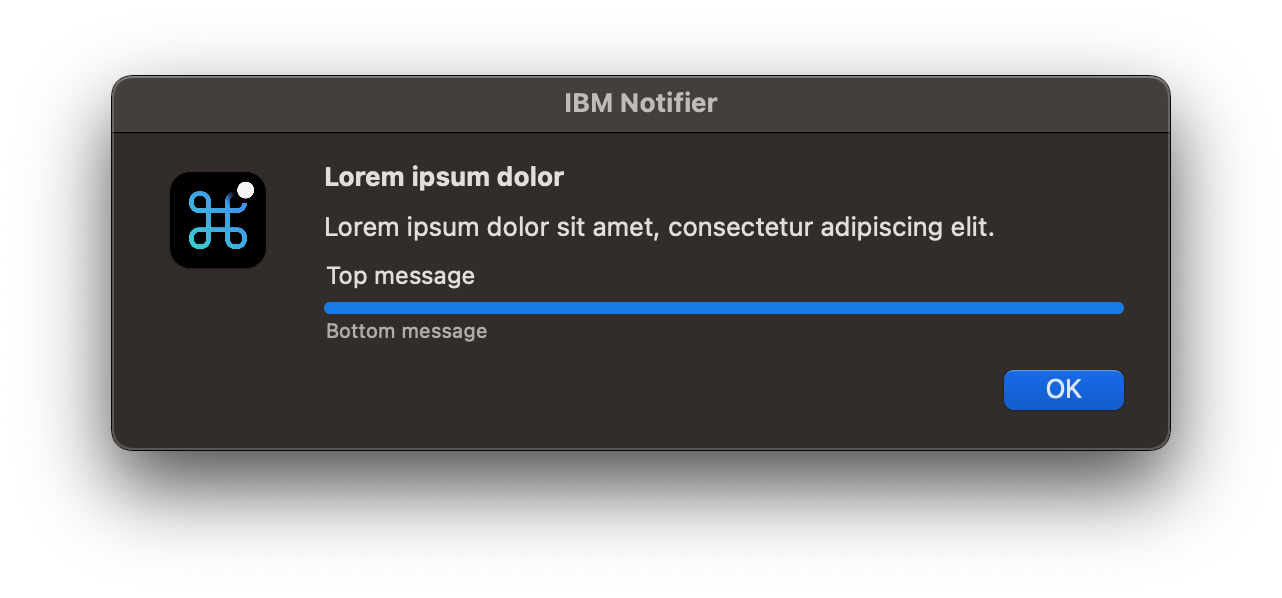 IBM Notifier
Lorem ipsum dolor
Lorem ipsum dolor sit amet, consectetur adipiscing elit.
Top message
Bottom message
OK